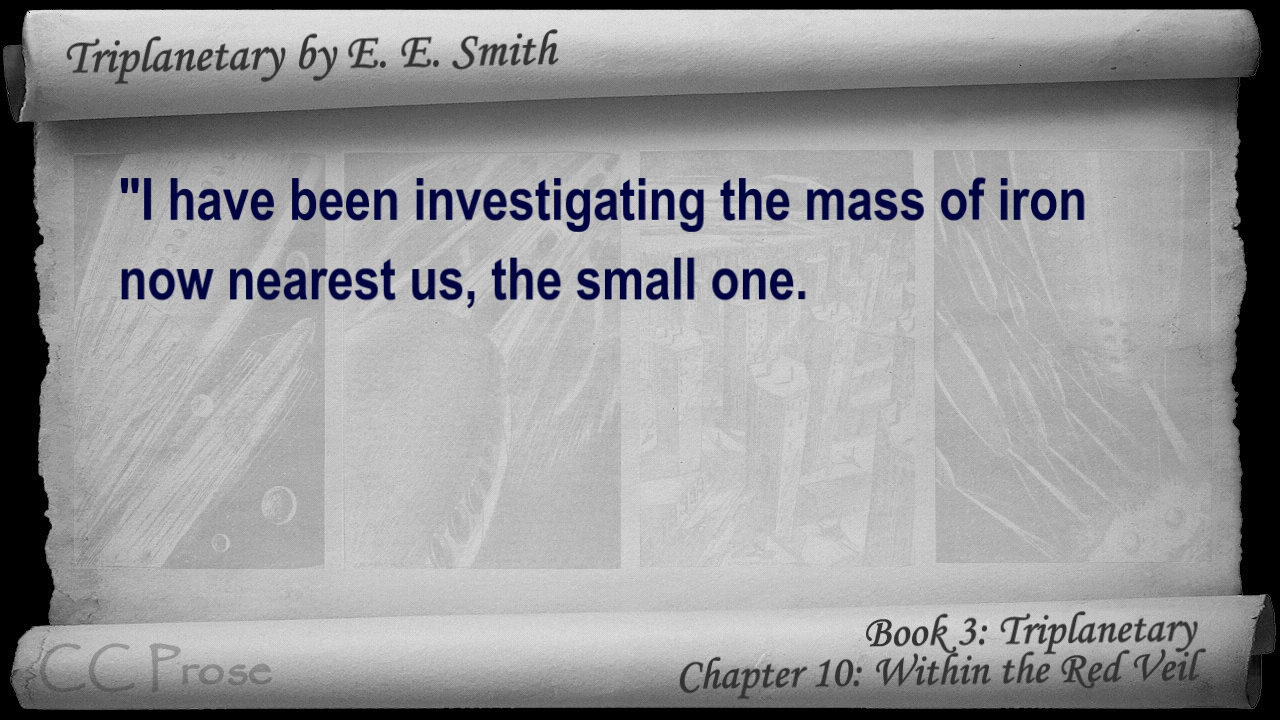 Triplanetary by E. E. Smith
"I have been investigating the mass of iron
now nearest us, the small one.
Book 3: Triplanetary
Chapter 10: Within the Red Veil
CC Prose